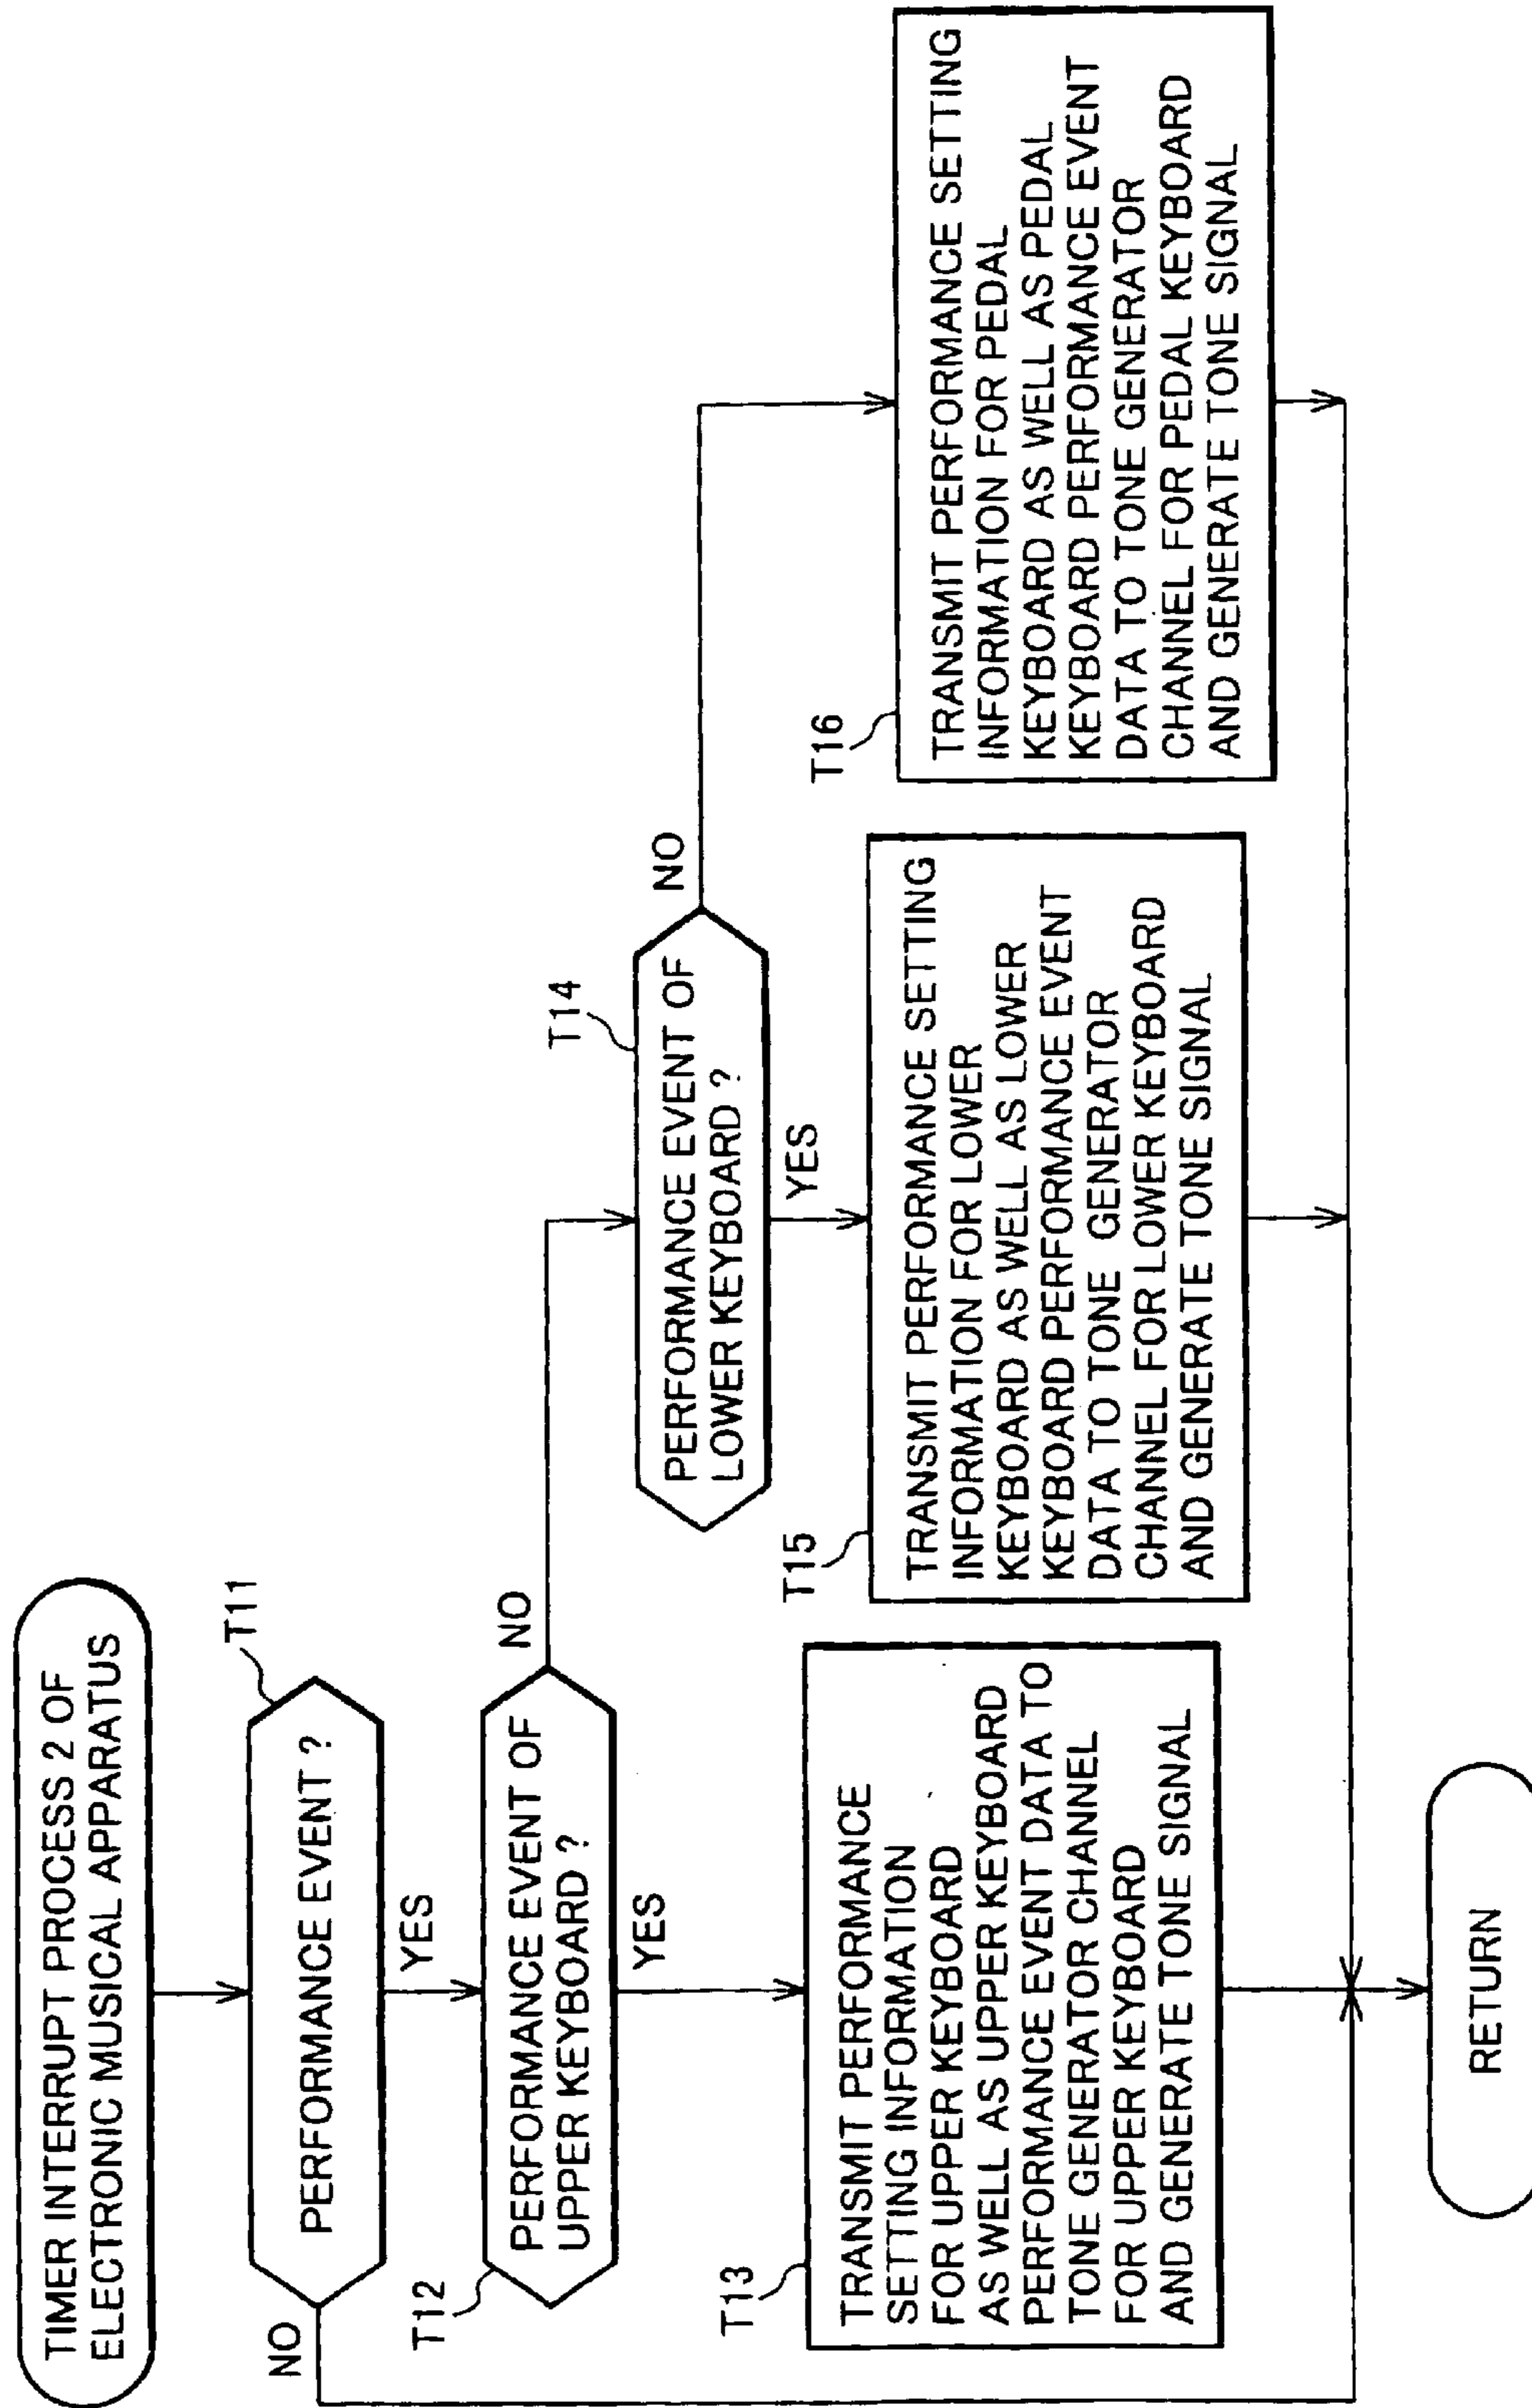 TIMER INTERRUPT PROCESS 2 OF
ELECTRONIC MUSICAL APPARATUS
T11
PERFORMANCE EVENT ?
NO
YES
T12
PERFORMANCE EVENT OF
UPPER KEYBOARD ?
NO
YES
T14
PERFORMANCE EVENT OF
LOWER KEYBOARD ?
NO
YES
T13
TRANSMIT PERFORMANCE
SETTING INFORMATION
FOR UPPER KEYBOARD
AS WELL AS UPPER KEYBOARD
PERFORMANCE EVENT DATA TO
TONE GENERATOR CHANNEL
FOR UPPER KEYBOARD
AND GENERATE TONE SIGNAL
T15
TRANSMIT PERFORMANCE SETTING
INFORMATION FOR LOWER
KEYBOARD AS WELL AS LOWER
KEYBOARD PERFORMANCE EVENT
DATA TO TONE GENERATOR
CHANNEL FOR LOWER KEYBOARD
AND GENERATE TONE SIGNAL
T16
TRANSMIT PERFORMANCE SETTING
INFORMATION FOR PEDAL
KEYBOARD AS WELL AS PEDAL
KEYBOARD PERFORMANCE EVENT
DATA TO TONE GENERATOR
CHANNEL FOR PEDAL KEYBOARD
AND GENERATE TONE SIGNAL
RETURN